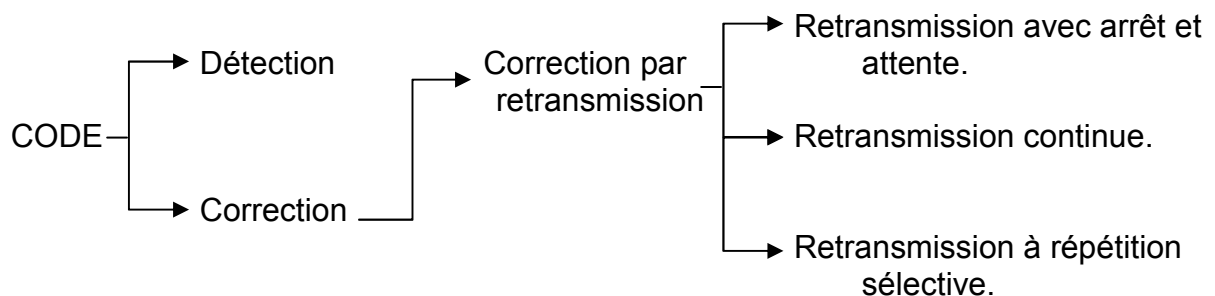 CODE
Détection
Correction
Correction par
retransmission
Retransmission avec arrêt et
attente.
Retransmission continue.
Retransmission à répétition
sélective.